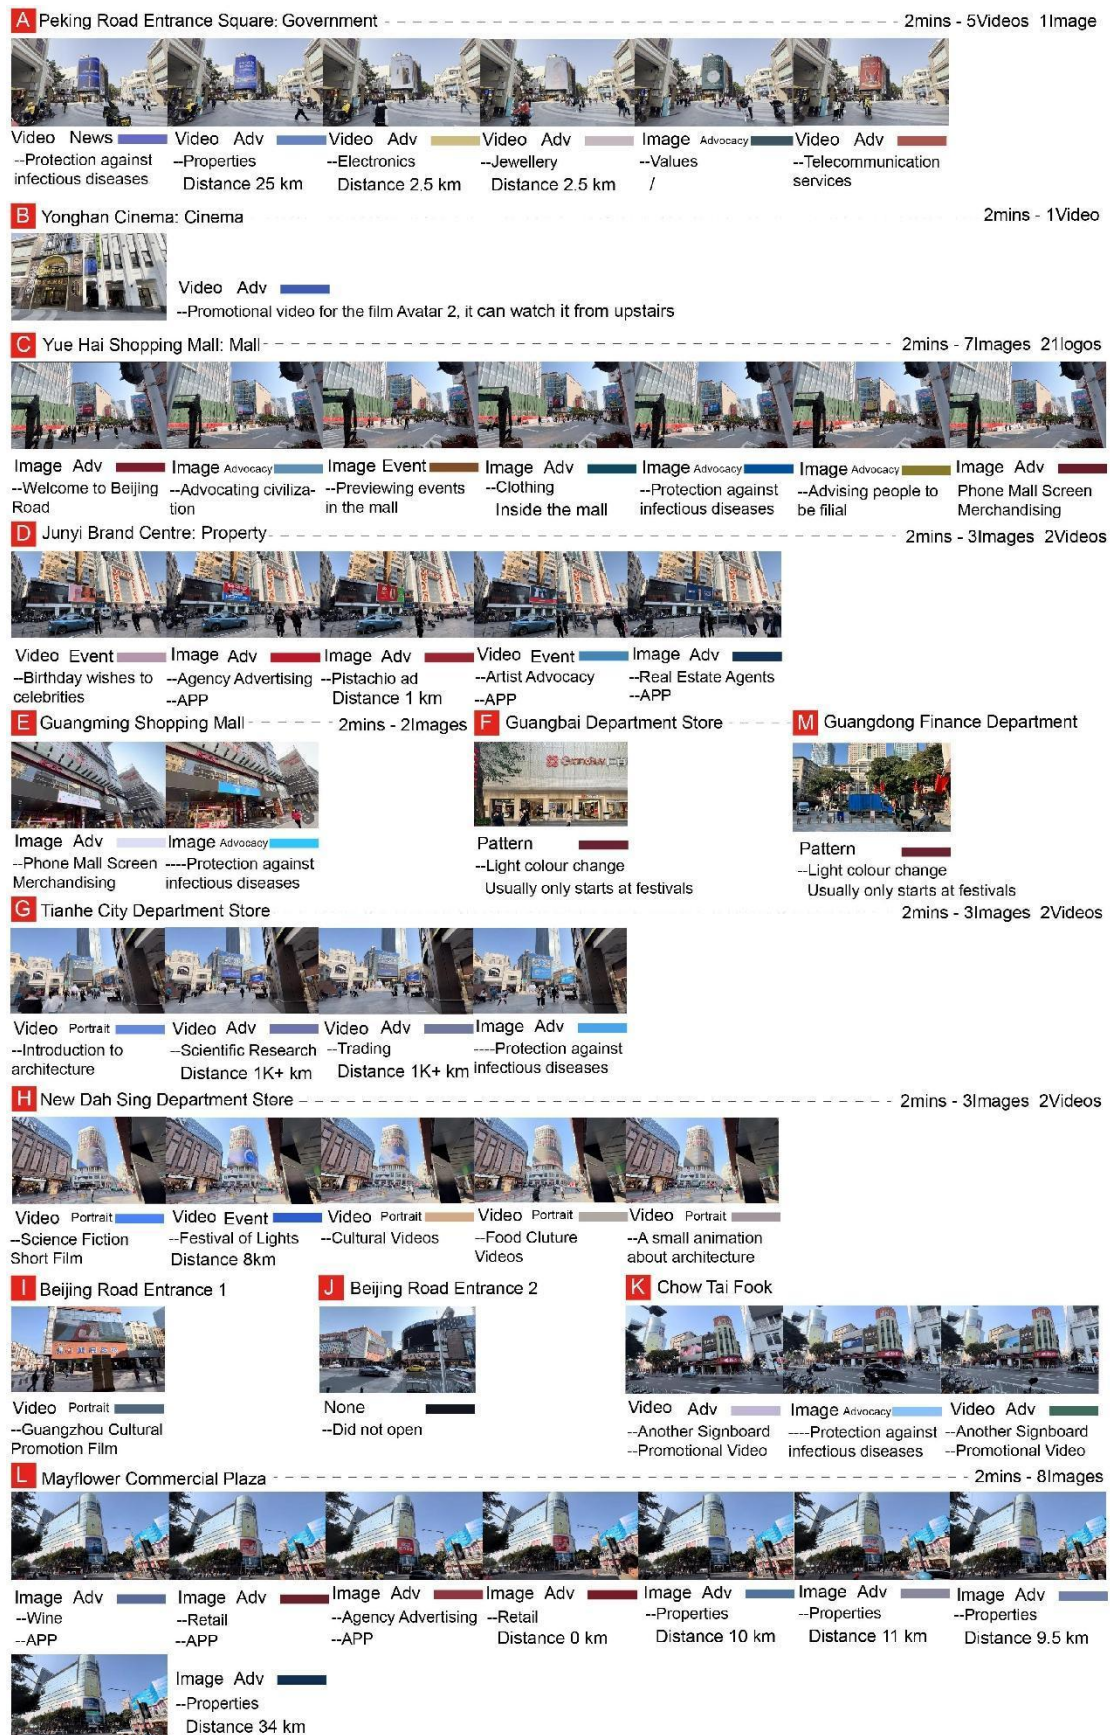 A Peking Road Entrance Square: Government 2mins - 5Videos 1Image
Video News Video Adv Video Adv Video Adv Image Advocacy Video Adv
--Protection against infectious diseases
--Properties
Distance 25 km
--Electronics
Distance 2.5 km
--Jewellery
Distance 2.5 km
--Values
/
--Telecommunication services
B Yonghan Cinema: Cinema 2mins - 1Video
Video Adv
--Promotional video for the film Avatar 2, it can watch it from upstairs
C Yue Hai Shopping Mall: Mall 2mins - 7Images 21logos
Image Adv Image Advocacy Image Event Image Adv Image Advocacy Image Advocacy Image Adv
--Welcome to Beijing Road
--Advocating civiliza-
tion
--Previewing events in the mall
--Clothing
Inside the mall
--Protection against infectious diseases
--Advising people to be filial
Phone Mall Screen Merchandising
D Junyi Brand Centre: Property 2mins - 3Images 2Videos
Video Event Image Adv Image Adv Video Event Image Adv
--Birthday wishes to celebrities
--Agency Advertising
--APP
--Pistachio ad
Distance 1 km
--Artist Advocacy
--APP
--Real Estate Agents
--APP
E Guangming Shopping Mall 2mins - 2Images
Image Adv Image Advocacy
--Phone Mall Screen Merchandising
----Protection against infectious diseases
F Guangbai Department Store
Pattern
--Light colour change
Usually only starts at festivals
M Guangdong Finance Department
Pattern
--Light colour change
Usually only starts at festivals
G Tianhe City Department Store 2mins - 3Images 2Videos
Video Portrait Video Adv Video Adv Image Adv
--Introduction to architecture
--Scientific Research
Distance 1K+ km
--Trading
Distance 1K+ km
----Protection against infectious diseases
H New Dah Sing Department Store 2mins - 3Images 2Videos
Video Portrait Video Event Video Portrait Video Portrait Video Portrait
--Science Fiction Short Film
--Festival of Lights
Distance 8km
--Cultural Videos
--Food Cluture Videos
--A small animation about architecture
I Beijing Road Entrance 1
Video Portrait
--Guangzhou Cultural Promotion Film
J Beijing Road Entrance 2
None
--Did not open
K Chow Tai Fook
Video Adv Image Advocacy Video Adv
--Another Signboard
--Promotional Video
----Protection against infectious diseases
--Another Signboard
--Promotional Video
L Mayflower Commercial Plaza 2mins - 8Images
Image Adv Image Adv Image Adv Image Adv Image Adv Image Adv Image Adv
--Wine
--APP
--Retail
--APP
--Agency Advertising
--APP
--Retail
Distance 0 km
--Properties
Distance 10 km
--Properties
Distance 11 km
--Properties
Distance 9.5 km
Image Adv
--Properties
Distance 34 km